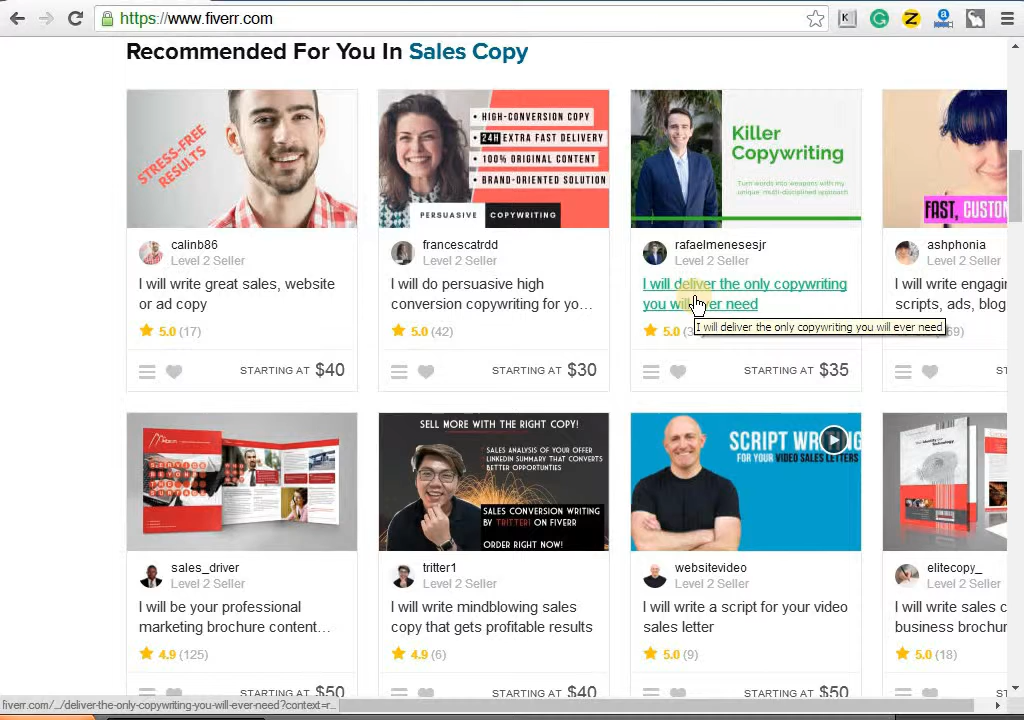 https://www.fiverr.com
Recommended For You In Sales Copy
STRESS-FREE
RESULTS
• HIGH-CONVERSION COPY
• 24H EXTRA FAST DELIVERY
• 100% ORIGINAL CONTENT
• BRAND-ORIENTED SOLUTION
PERSUASIVE COPYWRITING
Killer
Copywriting
Turn words into weapons with my
unique multi-disciplined approach
FAST, CUSTOM
calinb86
Level 2 Seller
I will write great sales, website
or ad copy
5.0 (17)
STARTING AT $40
francescatrdd
Level 2 Seller
I will do persuasive high
conversion copywriting for yo...
5.0 (42)
STARTING AT $30
rafaelmenesesjr
Level 2 Seller
I will deliver the only copywriting
you will ever need
I will deliver the only copywriting you will ever need
5.0
STARTING AT $35
ashphonia
Level 2 Seller
I will write engagi
scripts, ads, blog
69)
ST
SELL MORE WITH THE RIGHT COPY!
SALES ANALYSIS OF YOUR OFFER
LINKEDIN SUMMARY THAT CONVERTS
BETTER OPPORTUNITIES
SALES CONVERSION WRITING
BY TRITTER1 ON FIVERR
ORDER RIGHT NOW!
SCRIPT WRITING
FOR YOUR VIDEO SALES LETTERS
sales_driver
Level 2 Seller
I will be your professional
marketing brochure content...
4.9 (125)
STARTING AT $50
tritter1
Level 2 Seller
I will write mindblowing sales
copy that gets profitable results
4.9 (6)
STARTING AT $40
websitevideo
Level 2 Seller
I will write a script for your video
sales letter
5.0 (9)
STARTING AT $50
elitecopy_
Level 2 Seller
I will write sales c
business brochur
5.0 (18)
ST
fiverr.com/.../deliver-the-only-copywriting-you-will-ever-need?context=r...